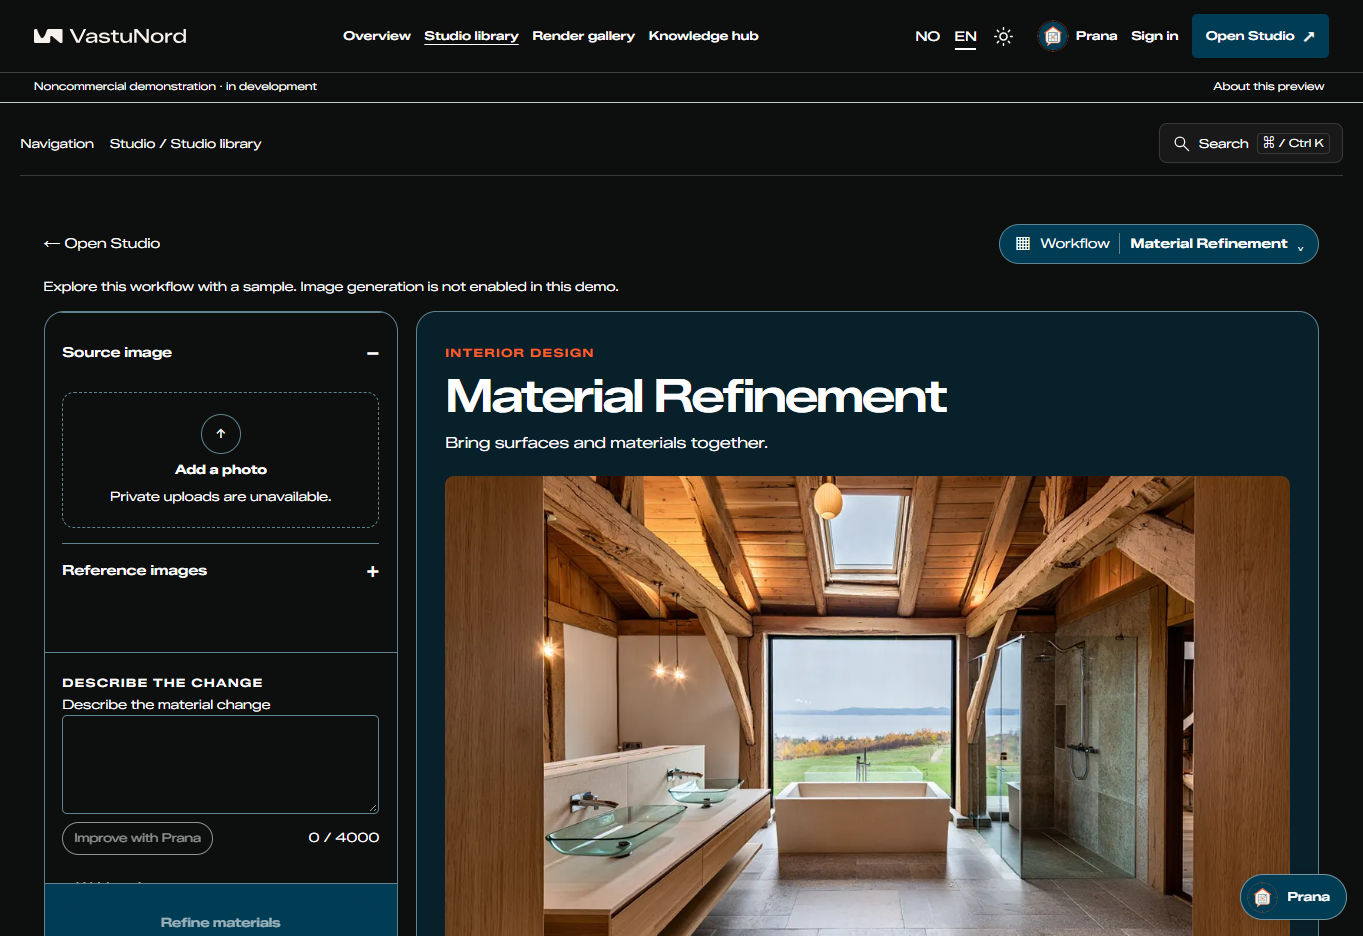 VastuNord
Overview Studio library Render gallery Knowledge hub
NO EN Prana Sign in Open Studio ↗
Noncommercial demonstration · in development
About this preview
Navigation Studio / Studio library
Search ⌘ / Ctrl K
← Open Studio
Workflow Material Refinement
Explore this workflow with a sample. Image generation is not enabled in this demo.
Source image −
Add a photo
Private uploads are unavailable.
Reference images +
DESCRIBE THE CHANGE
Describe the material change
Improve with Prana 0 / 4000
Refine materials
INTERIOR DESIGN
Material Refinement
Bring surfaces and materials together.
Prana